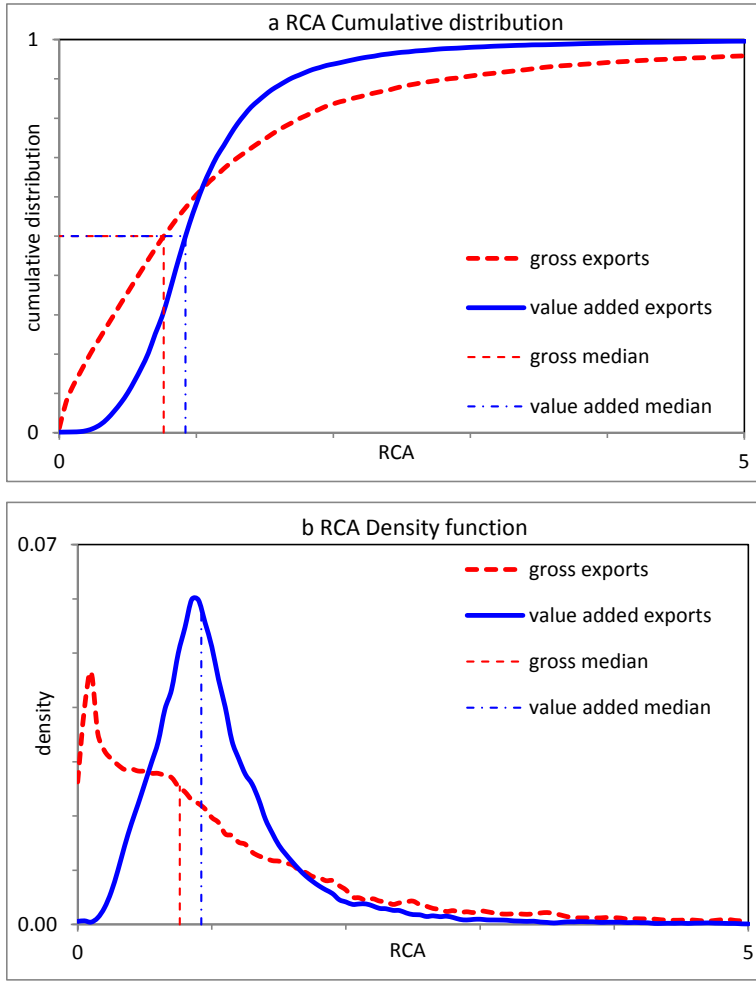 a RCA Cumulative distribution
1
cumulative distribution
gross exports
value added exports
gross median
value added median
0
0
RCA
5
b RCA Density function
0.07
gross exports
value added exports
gross median
value added median
density
0.00
0
RCA
5